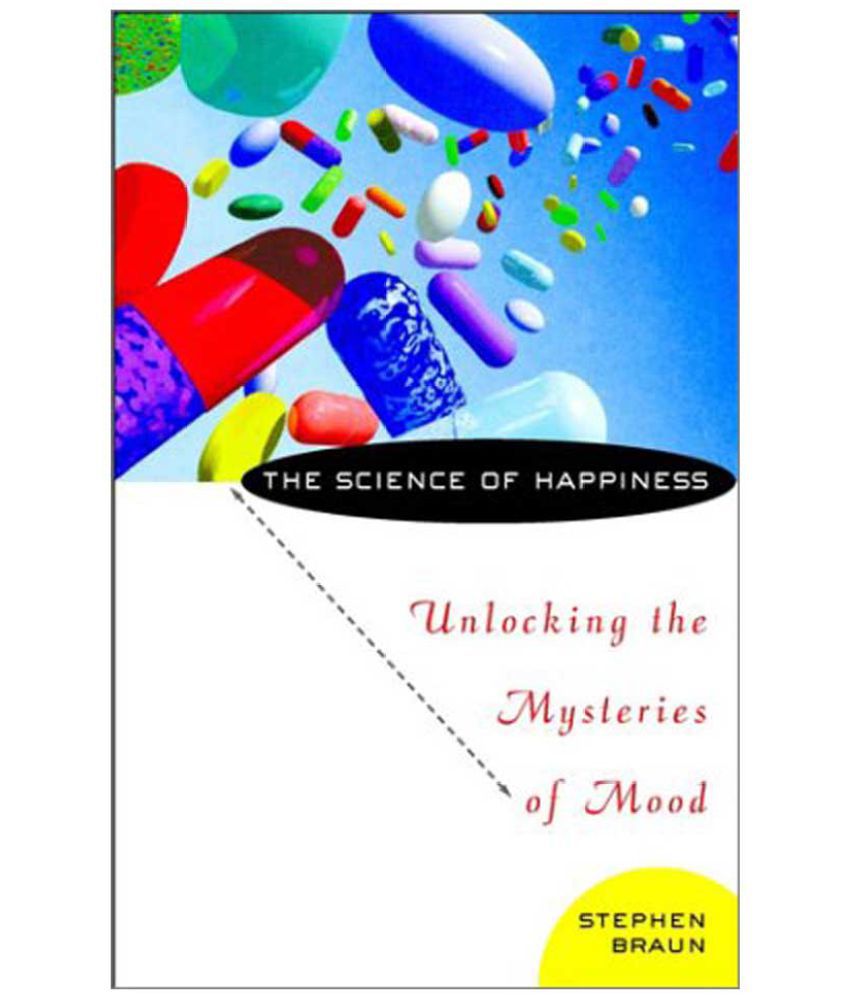 THE SCIENCE OF HAPPINESS
Unlocking the
Mysteries
of Mood
STEPHEN
BRAUN